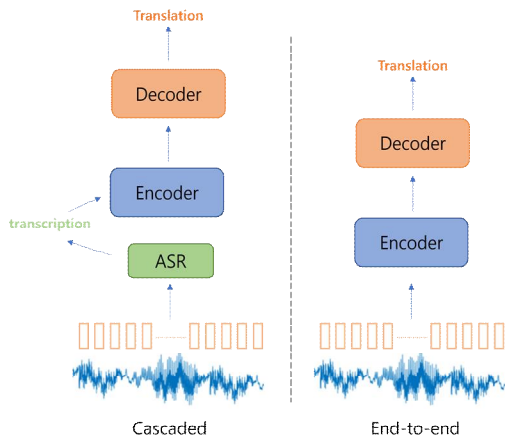 Translation
Decoder
Encoder
transcription
ASR
Cascaded
Translation
Decoder
Encoder
End-to-end